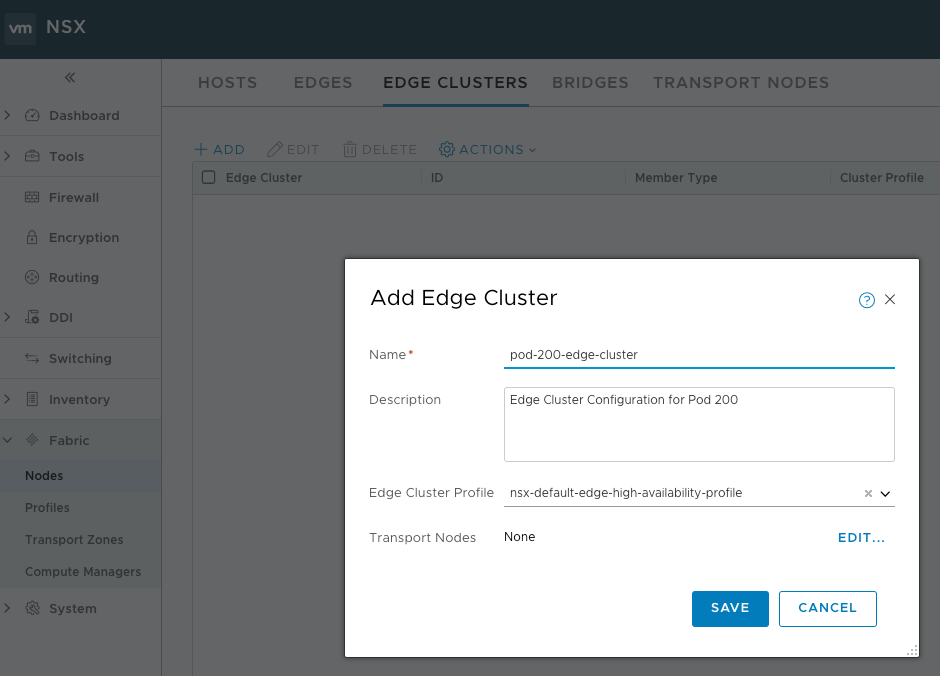 vm NSX
HOSTS EDGES EDGE CLUSTERS BRIDGES TRANSPORT NODES
Dashboard
Tools
Firewall
Encryption
Routing
DDI
Switching
Inventory
Fabric
Nodes
Profiles
Transport Zones
Compute Managers
System
+ ADD EDIT DELETE ACTIONS
Edge Cluster ID Member Type Cluster Profile
Add Edge Cluster
Name* pod-200-edge-cluster
Description Edge Cluster Configuration for Pod 200
Edge Cluster Profile nsx-default-edge-high-availability-profile
Transport Nodes None EDIT...
SAVE CANCEL